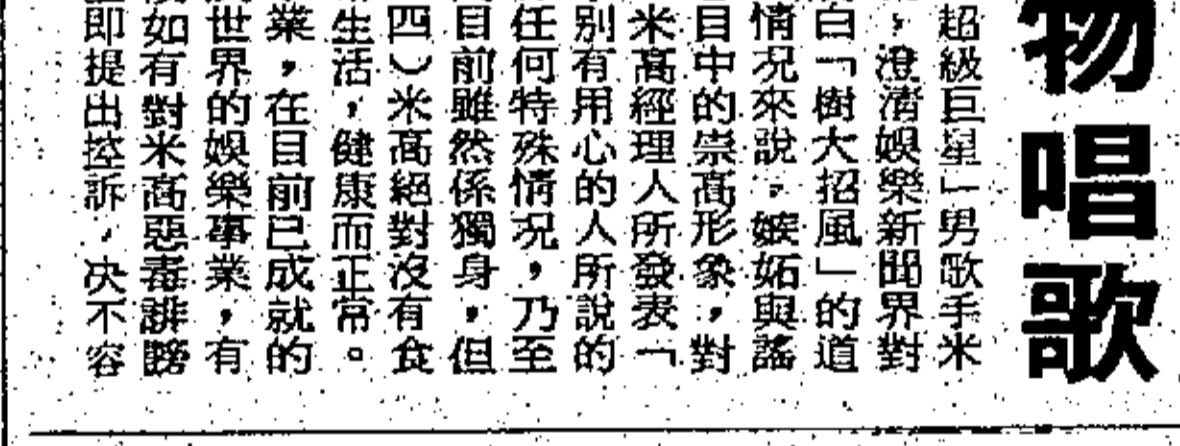 物唱歌
超級巨星」男歌手米
，澄清娛樂新聞界對
白「樹大招風」的道
情况來說，嫉妬與謠
目中的崇高形象，對
米高經理人所發表「
別有用心的人所說的
任何特殊情况，乃至
目前雖然係獨身，但
四）米高絕對沒有食
生活，健康而正常。
業，在目前已成就的
世界的娛樂事業，有
如有對米高惡毒誹謗
即提出控訴，决不容